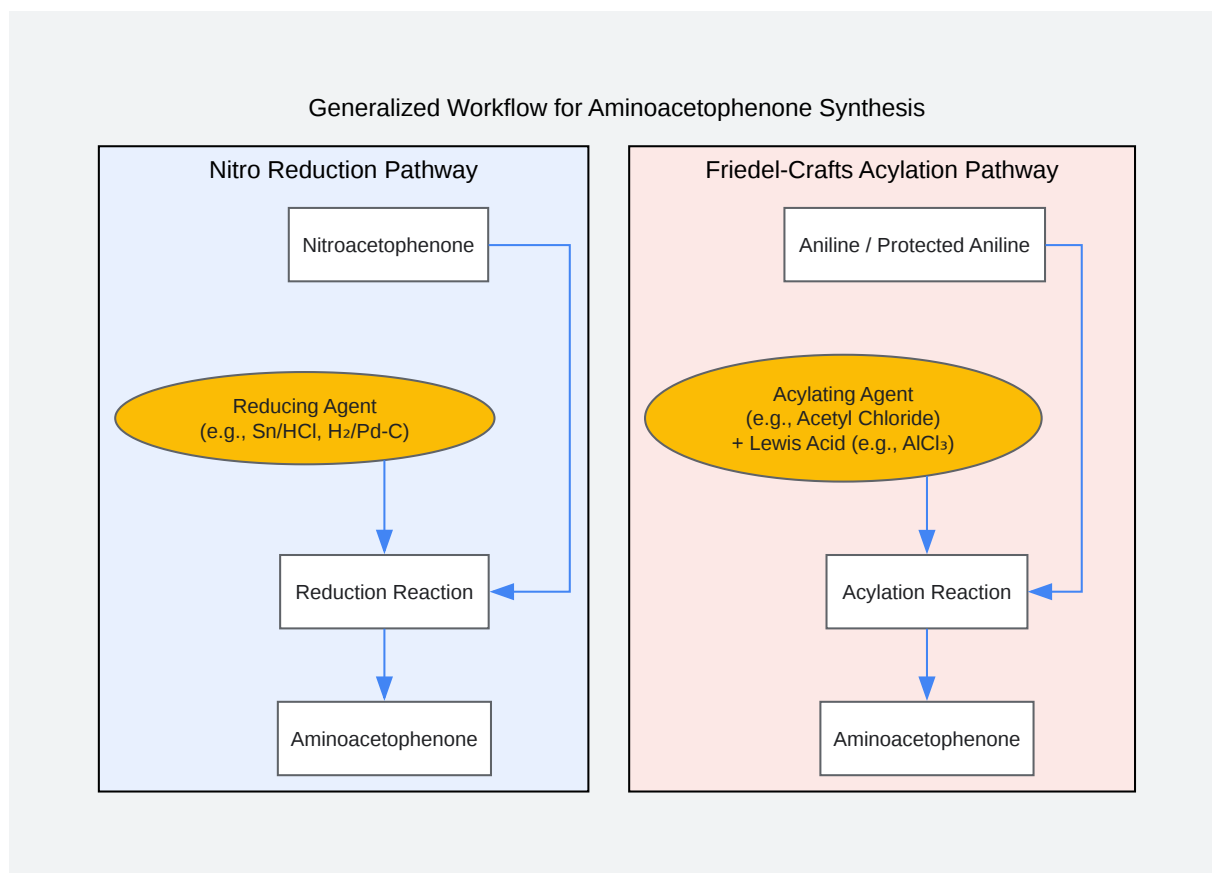 Generalized Workflow for Aminoacetophenone Synthesis
Nitro Reduction Pathway
Nitroacetophenone
Reducing Agent
(e.g., Sn/HCl, H₂/Pd-C)
Reduction Reaction
Aminoacetophenone
Friedel-Crafts Acylation Pathway
Aniline / Protected Aniline
Acylating Agent
(e.g., Acetyl Chloride)
+ Lewis Acid (e.g., AlCl₃)
Acylation Reaction
Aminoacetophenone